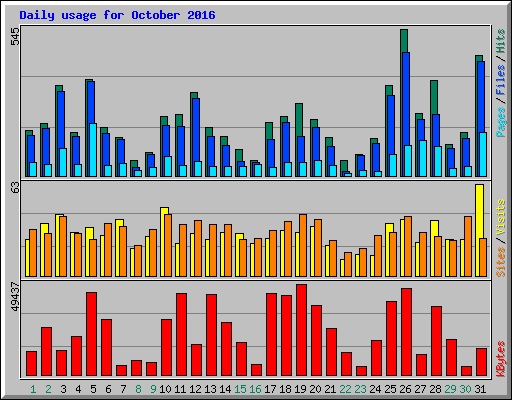 Daily usage for October 2016
545
Pages / Files / Hits
63
Sites / Visits
49437
KBytes
1 2 3 4 5 6 7 8 9 10 11 12 13 14 15 16 17 18 19 20 21 22 23 24 25 26 27 28 29 30 31